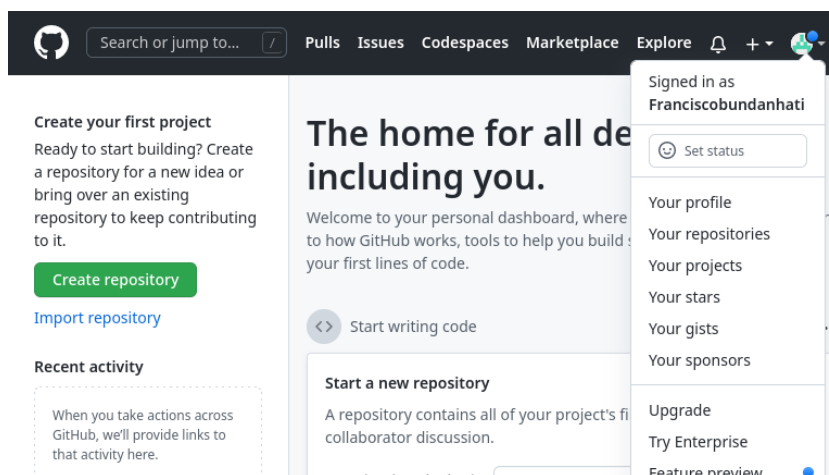 Search or jump to... /
Pulls Issues Codespaces Marketplace Explore
Signed in as
Franciscobundanhati
Set status
Your profile
Your repositories
Your projects
Your stars
Your gists
Your sponsors
Upgrade
Try Enterprise
Feature preview
Create your first project
Ready to start building? Create
a repository for a new idea or
bring over an existing
repository to keep contributing
to it.
Create repository
Import repository
Recent activity
When you take actions across
GitHub, we'll provide links to
that activity here.
The home for all de
including you.
Welcome to your personal dashboard, where
to how GitHub works, tools to help you build
your first lines of code.
Start writing code
Start a new repository
A repository contains all of your project's fi
collaborator discussion.